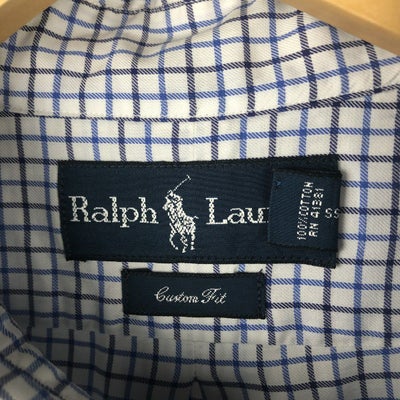 Ralph Lau
100% COTTON
RN 41381
Custom Fit